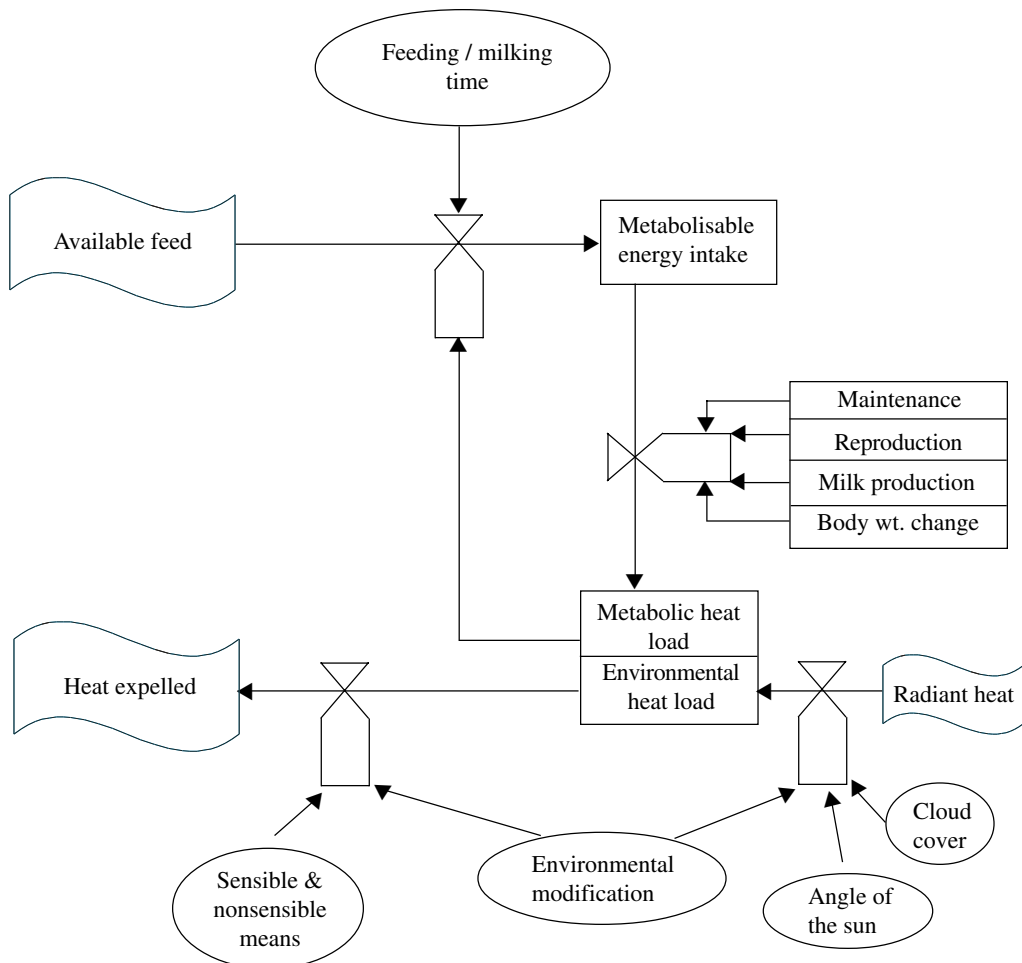 Feeding / milking
time
Available feed
Metabolisable
energy intake
Maintenance
Reproduction
Milk production
Body wt. change
Metabolic heat
load
Environmental
heat load
Heat expelled
Radiant heat
Cloud
cover
Environmental
modification
Sensible &
nonsensible
means
Angle of
the sun